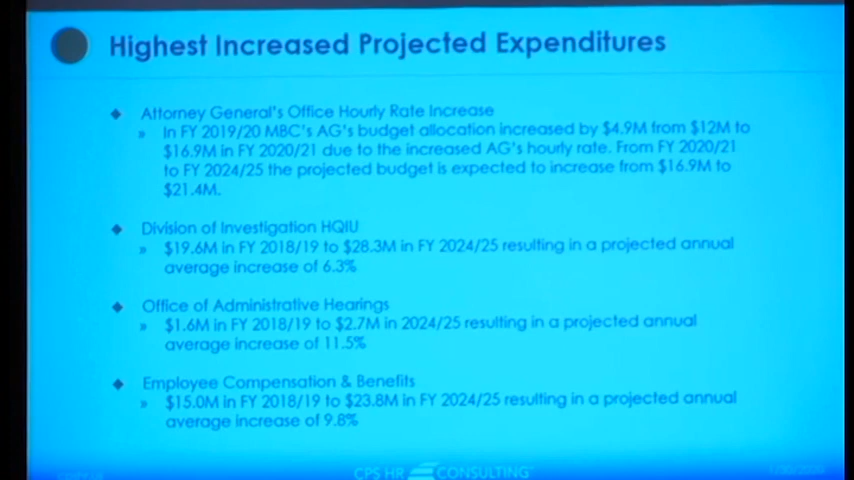 Highest Increased Projected Expenditures
◆ Attorney General's Office Hourly Rate Increase
» In FY 2019/20 MBC's AG's budget allocation increased by $4.9M from $12M to
$16.9M in FY 2020/21 due to the increased AG's hourly rate. From FY 2020/21
to FY 2024/25 the projected budget is expected to increase from $16.9M to
$21.4M.
◆ Division of Investigation HQIU
» $19.6M in FY 2018/19 to $28.3M in FY 2024/25 resulting in a projected annual
average increase of 6.3%
◆ Office of Administrative Hearings
» $1.6M in FY 2018/19 to $2.7M in 2024/25 resulting in a projected annual
average increase of 11.5%
◆ Employee Compensation & Benefits
» $15.0M in FY 2018/19 to $23.8M in FY 2024/25 resulting in a projected annual
average increase of 9.8%
CPS HR CONSULTING